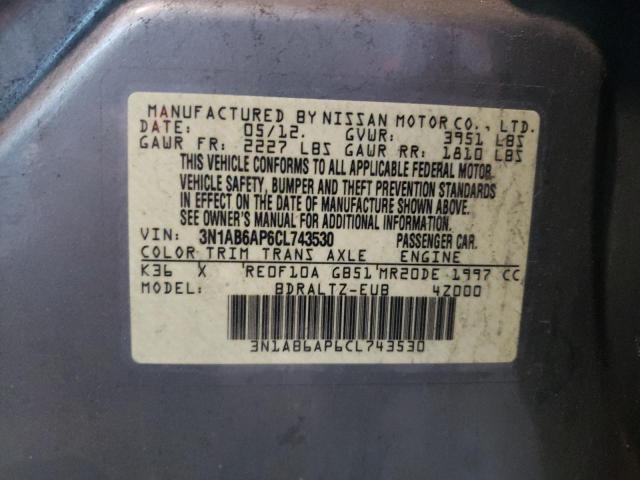 MANUFACTURED BY NISSAN MOTOR CO., LTD.
DATE: 05/12. GVWR: 3951 LBS
GAWR FR: 2227 LBS GAWR RR: 1810 LBS
THIS VEHICLE CONFORMS TO ALL APPLICABLE FEDERAL MOTOR
VEHICLE SAFETY, BUMPER AND THEFT PREVENTION STANDARDS
IN EFFECT ON THE DATE OF MANUFACTURE SHOWN ABOVE.
SEE OWNER'S MANUAL FOR ADDITIONAL INFORMATION.
VIN: 3N1AB6AP6CL743530 PASSENGER CAR.
COLOR TRIM TRANS AXLE ENGINE
K36 X RE0F10A GB51 MR20DE 1997 CC
MODEL: BDRALTZ-EUB 4Z000
3N1AB6AP6CL743530